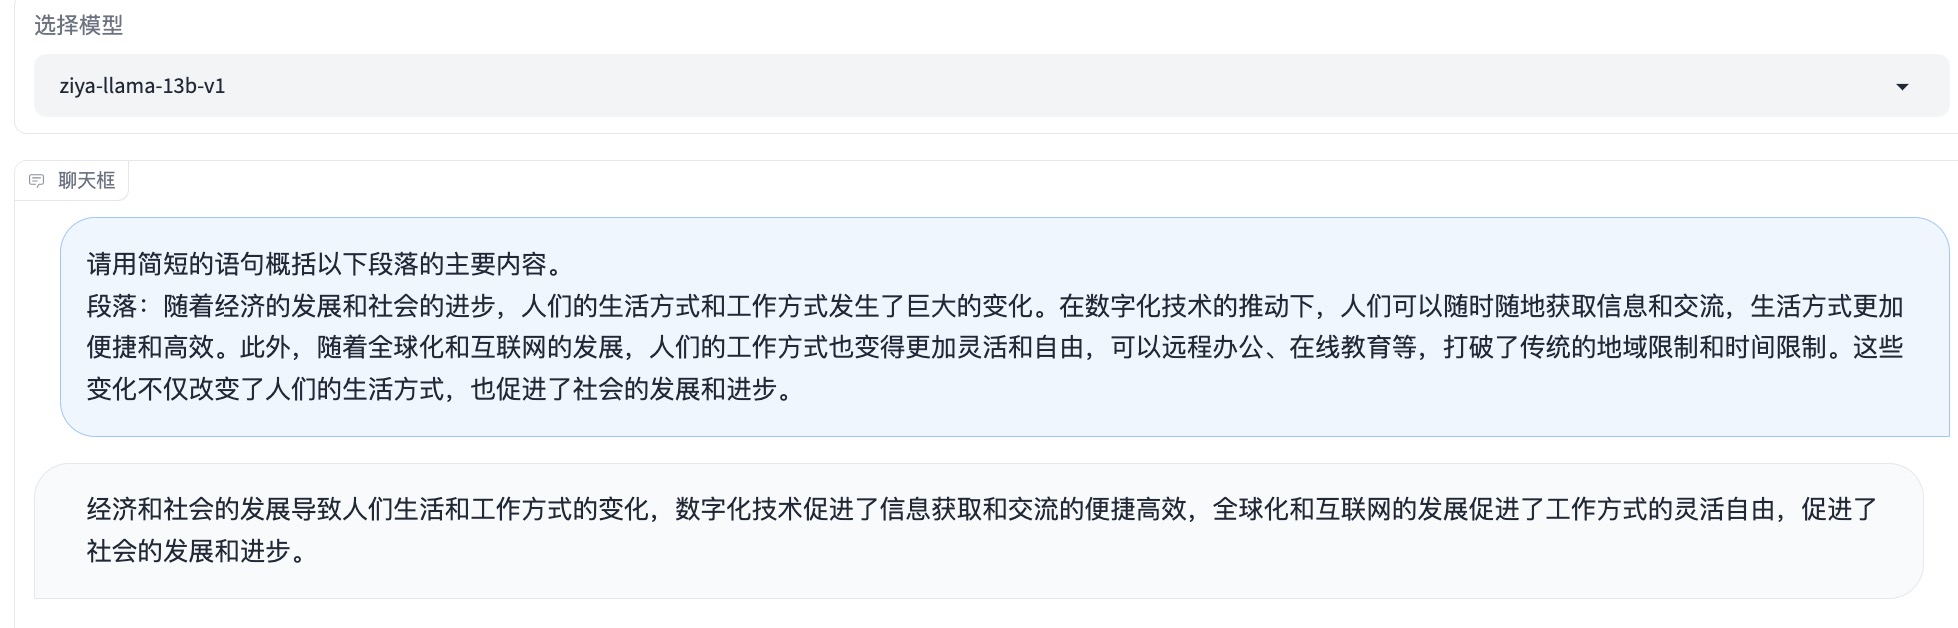 选择模型
ziya-llama-13b-v1
聊天框
请用简短的语句概括以下段落的主要内容。
段落：随着经济的发展和社会的进步，人们的生活方式和工作方式发生了巨大的变化。在数字化技术的推动下，人们可以随时随地获取信息和交流，生活方式更加
便捷和高效。此外，随着全球化和互联网的发展，人们的工作方式也变得更加灵活和自由，可以远程办公、在线教育等，打破了传统的地域限制和时间限制。这些
变化不仅改变了人们的生活方式，也促进了社会的发展和进步。
经济和社会的发展导致人们生活和工作方式的变化，数字化技术促进了信息获取和交流的便捷高效，全球化和互联网的发展促进了工作方式的灵活自由，促进了
社会的发展和进步。